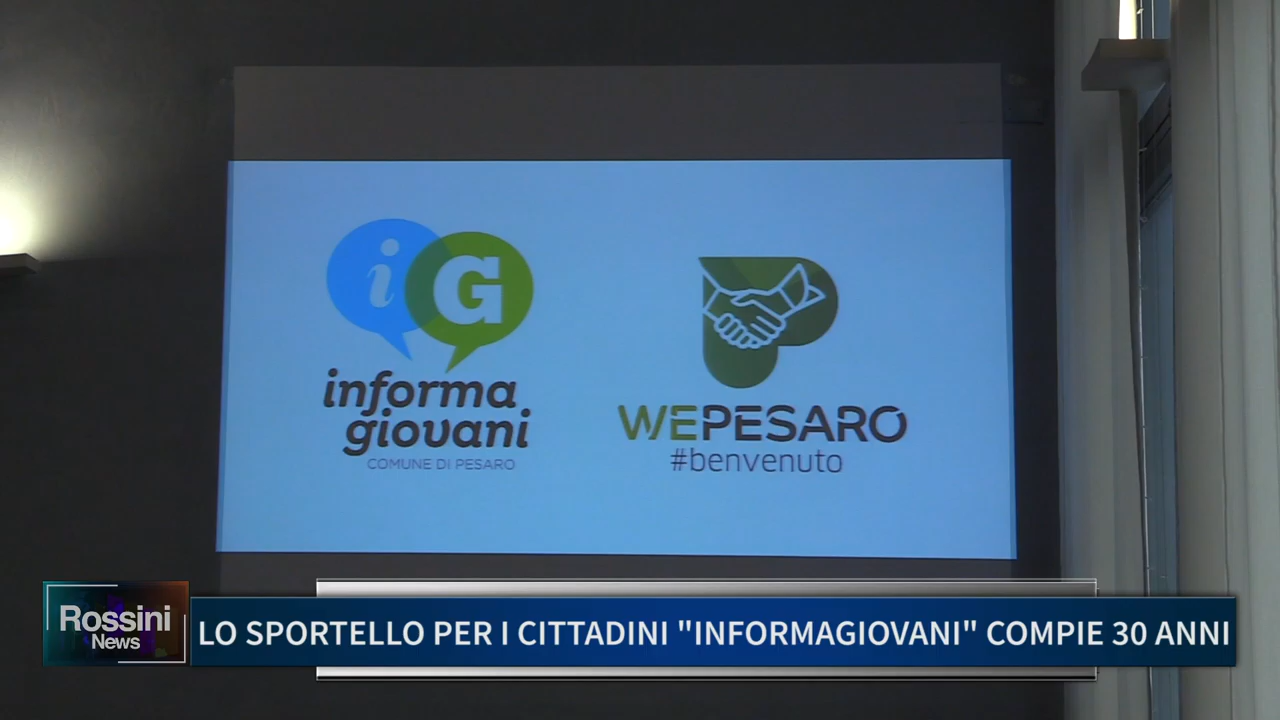 iG
informa
giovani
COMUNE DI PESARO
WEPESARO
#benvenuto
Rossini
News
LO SPORTELLO PER I CITTADINI "INFORMAGIOVANI" COMPIE 30 ANNI